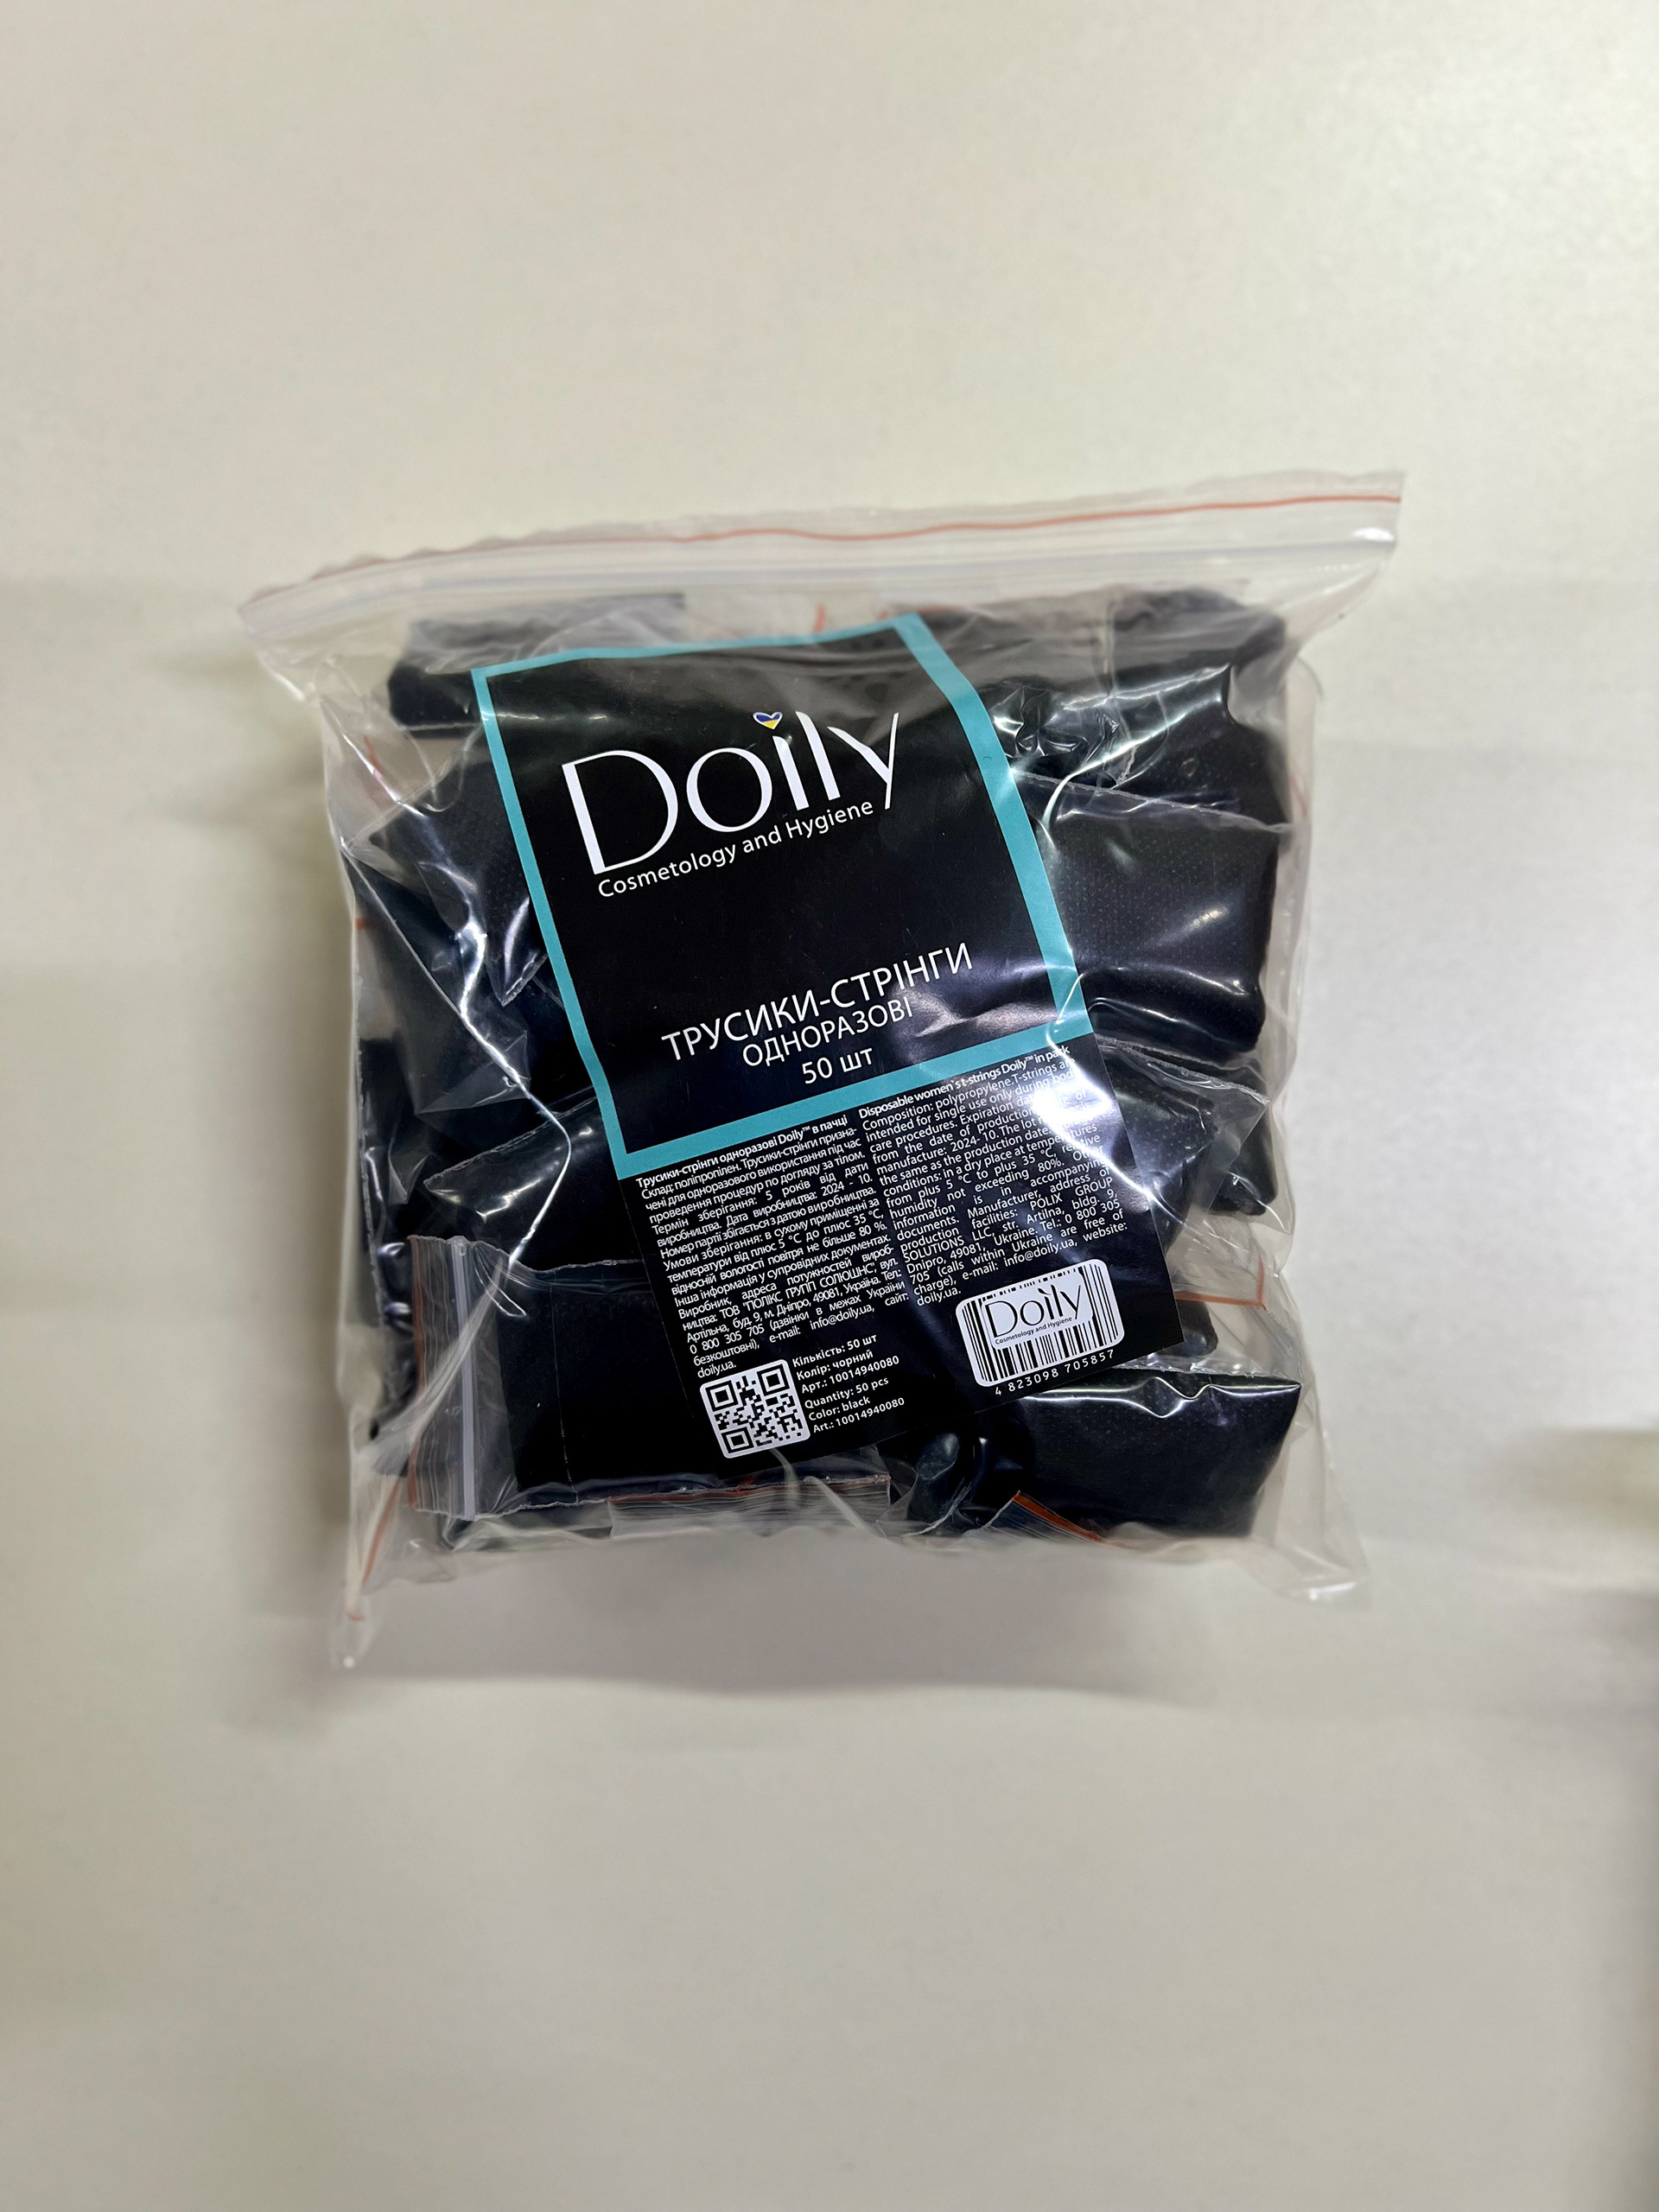 Doily
Cosmetology and Hygiene
ТРУСИКИ-СТРІНГИ
ОДНОРАЗОВІ
50 шт
Трусики-стрінги одноразові Doily™ в пачці
Склад: поліпропілен. Трусики-стрінги призна-
чені для одноразового використання під час
проведення процедур по догляду за тілом.
Термін зберігання: 5 років від дати
виробництва. Дата виробництва: 2024 - 10.
Номер партії збігається з датою виробництва.
Умови зберігання: в сухому приміщенні за
температури від плюс 5 °C до плюс 35 °C,
відносній вологості повітря не більше 80 %.
Інша інформація у супровідних документах.
Виробник, адреса потужностей вироб-
ництва: ТОВ "ПОЛІКС ГРУПП СОЛЮШНС", вул.
Артільна, буд. 9, м. Дніпро, 49081, Україна. Тел.:
0 800 305 705 (дзвінки в межах України
безкоштовні), e-mail: info@doily.ua, сайт:
doily.ua.
Disposable women`s t-strings Doily™ in pack
Composition: polypropylene. T-strings are
intended for single use only during body
care procedures. Expiration da of
from the date of production.
manufacture: 2024- 10. The lot
the same as the production date.
conditions: in a dry place at temperatures
from plus 5 °C to plus 35 °C, relative
humidity not exceeding 80%. Other
information is in accompanying
documents. Manufacturer, address of
production facilities: POLIX GROUP
SOLUTIONS LLC, str. Artilna, bldg. 9,
Dnipro, 49081, Ukraine. Tel.: 0 800 305
705 (calls within Ukraine are free of
charge), e-mail: info@doily.ua, website:
doily.ua.
Кількість: 50 шт
Колір: чорний
Арт.: 10014940080
Quantity: 50 pcs
Color: black
Art.: 10014940080
Doily
Cosmetology and Hygiene
4 823098 705857